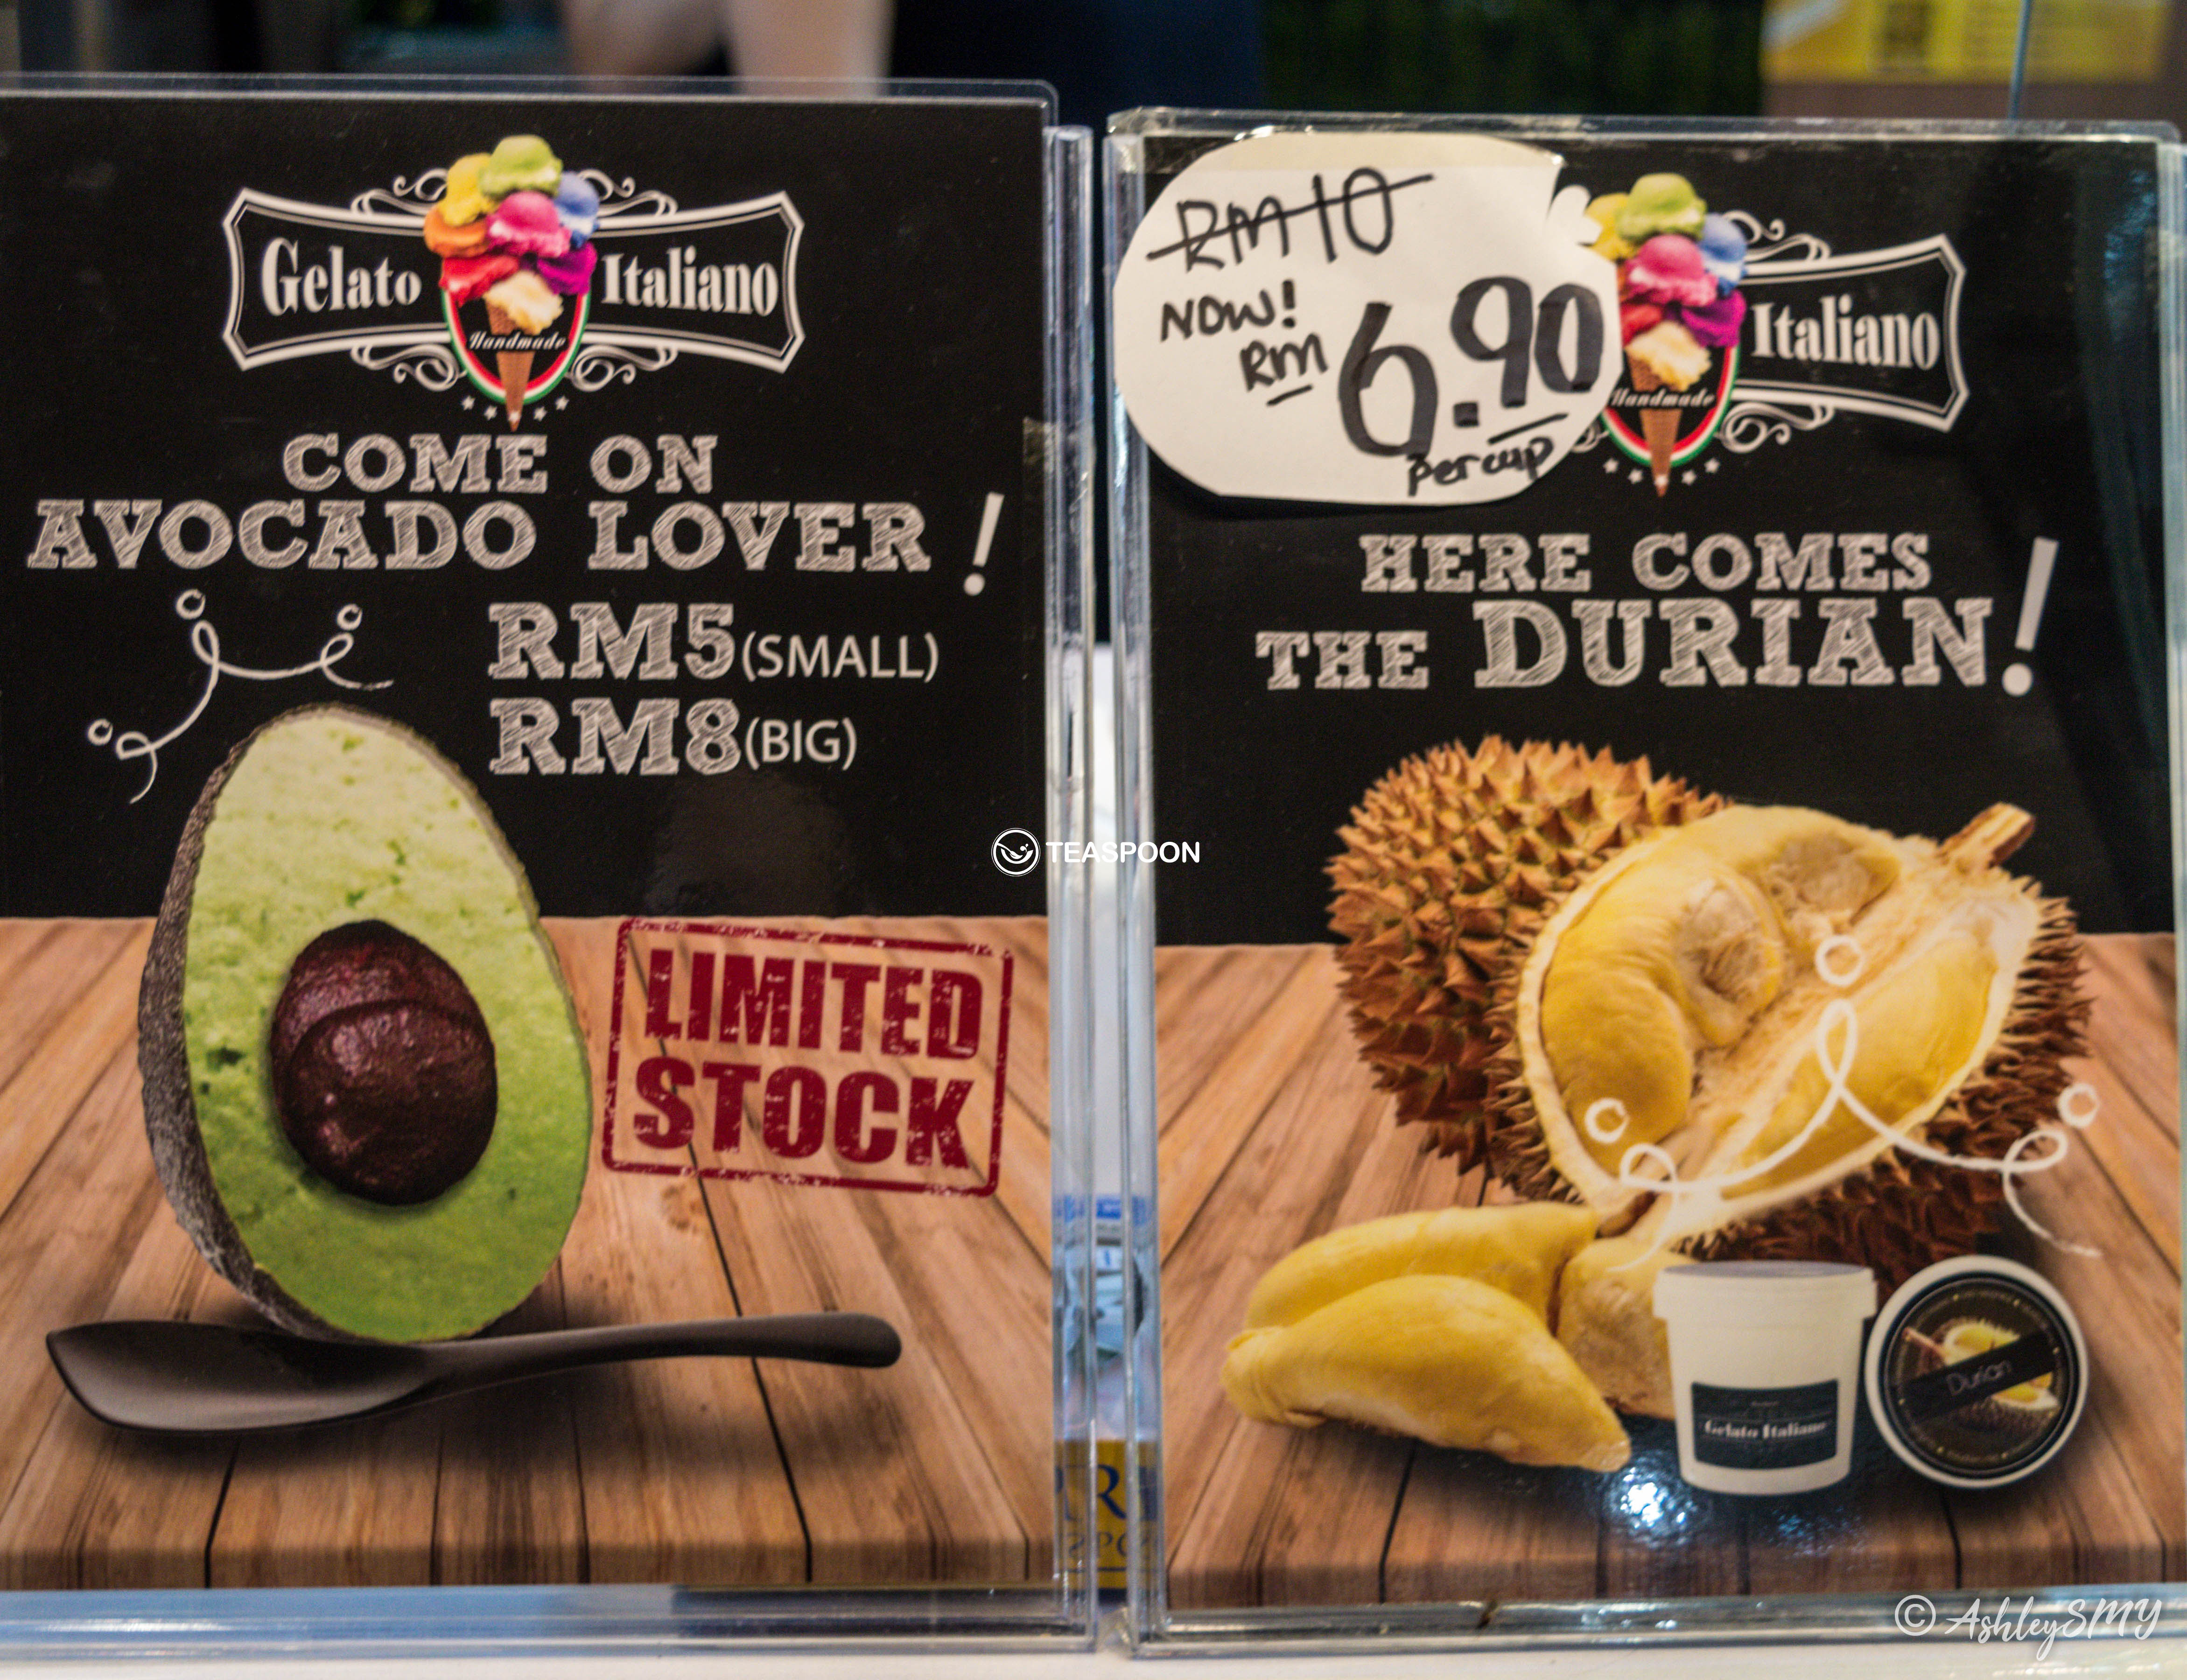 Gelato Italiano
Handmade
COME ON
AVOCADO LOVER!
RM5 (SMALL)
RM8 (BIG)
LIMITED
STOCK
RM10
NOW!
RM 6.90
per cup
Italiano
Handmade
HERE COMES
THE DURIAN!
Gelato Italiano
Durian
TEASPOON
© AshleySMY